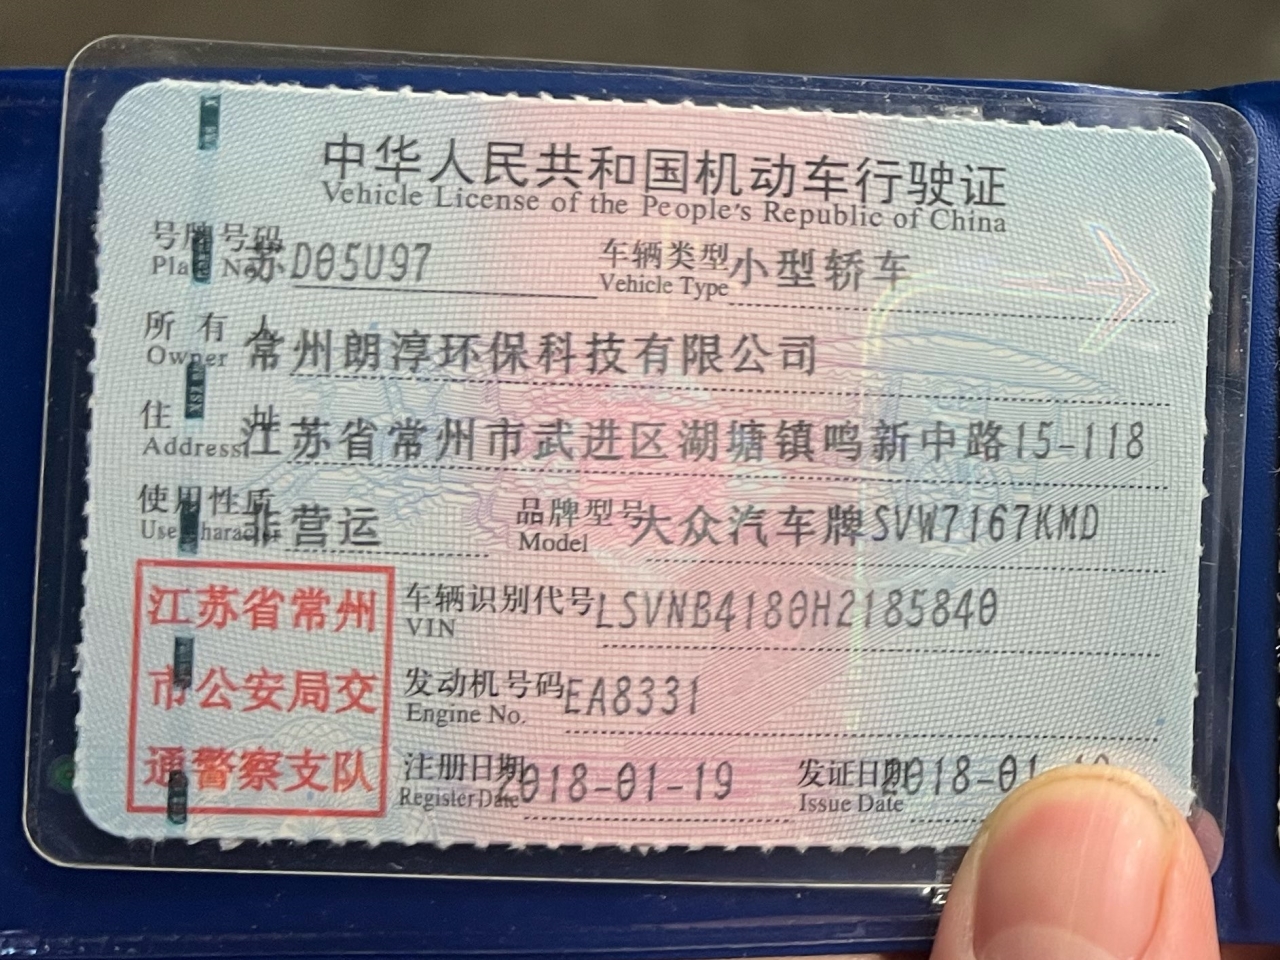 中华人民共和国机动车行驶证
Vehicle License of the People's Republic of China
号牌号码 苏D05U97 车辆类型 小型轿车
Plate No. Vehicle Type
所有人 常州朗淳环保科技有限公司
Owner
住址 江苏省常州市武进区湖塘镇鸣新中路15-118
Address
使用性质 非营运 品牌型号 大众汽车牌SVW7167KMD
Use Character Model
江苏省常州
市公安局交
通警察支队
车辆识别代号 LSVNB4180H2185840
VIN
发动机号码 EA8331
Engine No.
注册日期 2018-01-19 发证日期 2018-01-19
Register Date Issue Date